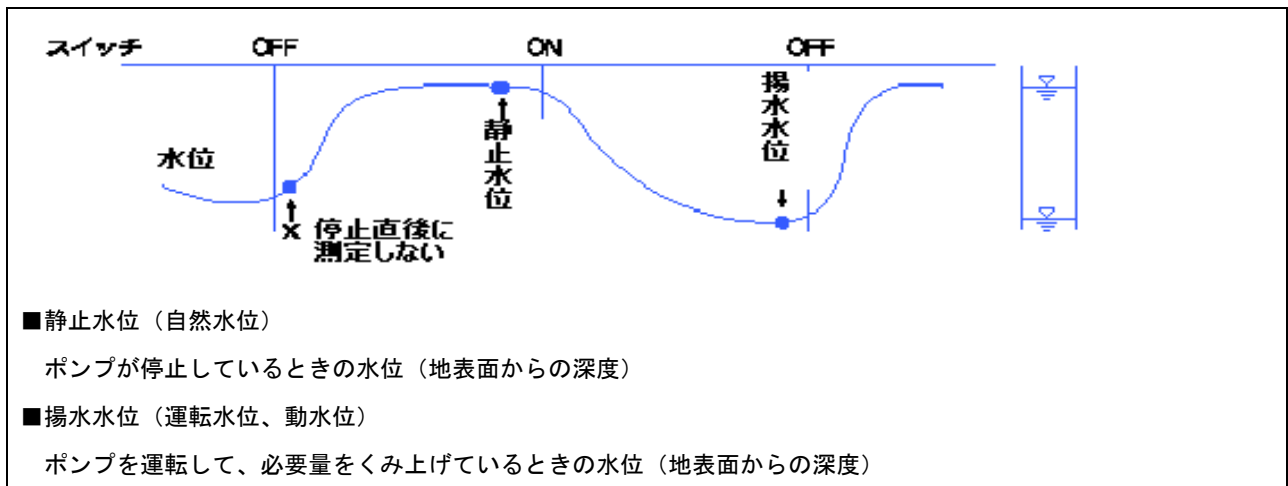 スイッチ OFF ON OFF
水位
× 停止直後に
測定しない
静止水位
揚水水位
■静止水位（自然水位）
ポンプが停止しているときの水位（地表面からの深度）
■揚水水位（運転水位、動水位）
ポンプを運転して、必要量をくみ上げているときの水位（地表面からの深度）